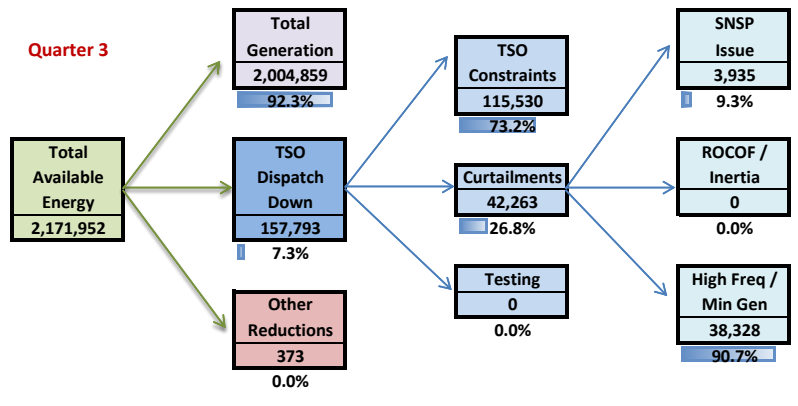 Quarter 3
Total
Available
Energy
2,171,952
Total
Generation
2,004,859
92.3%
TSO
Dispatch
Down
157,793
7.3%
Other
Reductions
373
0.0%
TSO
Constraints
115,530
73.2%
Curtailments
42,263
26.8%
Testing
0
0.0%
SNSP
Issue
3,935
9.3%
ROCOF /
Inertia
0
0.0%
High Freq /
Min Gen
38,328
90.7%